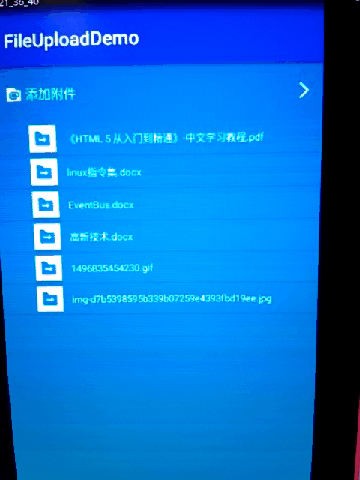 21_36_40
FileUploadDemo
添加附件
《HTML 5 从入门到精通》-中文学习教程.pdf
linux指令集.docx
EventBus.docx
高新技术.docx
1496835454230.gif
img-d7b5398595b339b07259e4393fbd19ee.jpg